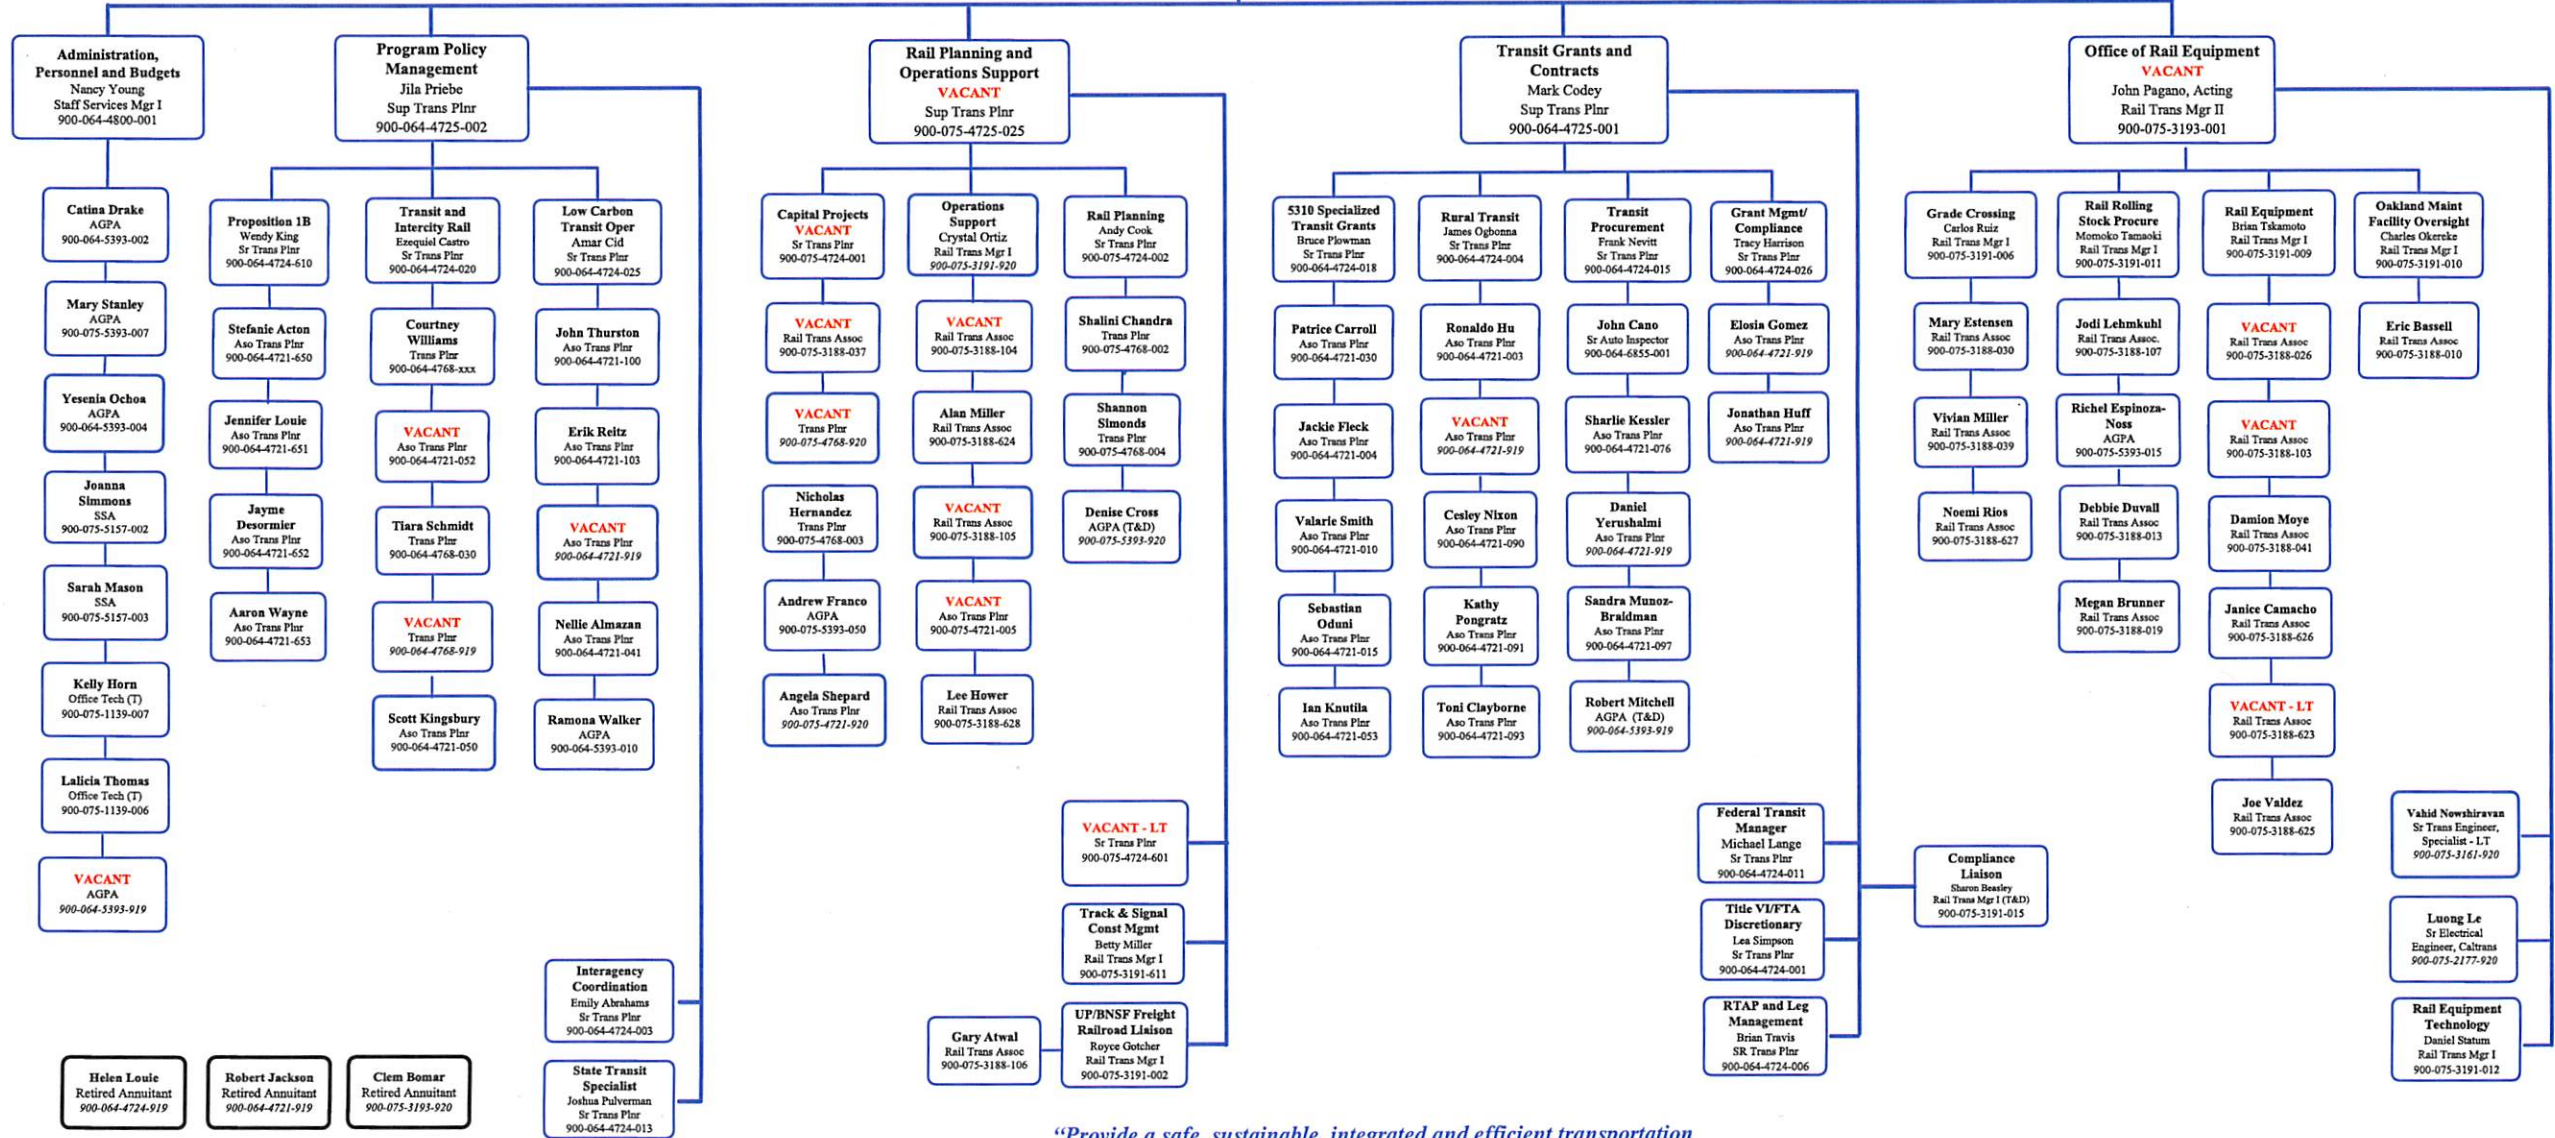 Administration,
Personnel and Budgets
Nancy Young
Staff Services Mgr I
900-064-4800-001
Catina Drake
AGPA
900-064-5393-002
Mary Stanley
AGPA
900-075-5393-007
Yesenia Ochoa
AGPA
900-064-5393-004
Joanna
Simmons
SSA
900-075-5157-002
Sarah Mason
SSA
900-075-5157-003
Kelly Horn
Office Tech (T)
900-075-1139-007
Lalicia Thomas
Office Tech (T)
900-075-1139-006
VACANT
AGPA
900-064-5393-919
Program Policy
Management
Jila Priebe
Sup Trans Plnr
900-064-4725-002
Proposition 1B
Wendy King
Sr Trans Plnr
900-064-4724-610
Stefanie Acton
Aso Trans Plnr
900-064-4721-650
Jennifer Louie
Aso Trans Plnr
900-064-4721-651
Jayme
Desormier
Aso Trans Plnr
900-064-4721-652
Aaron Wayne
Aso Trans Plnr
900-064-4721-653
Transit and
Intercity Rail
Ezequiel Castro
Sr Trans Plnr
900-064-4724-020
Courtney
Williams
Trans Plnr
900-064-4768-xxx
VACANT
Aso Trans Plnr
900-064-4721-052
Tiara Schmidt
Trans Plnr
900-064-4768-030
VACANT
Trans Plnr
900-064-4768-919
Scott Kingsbury
Aso Trans Plnr
900-064-4721-050
Low Carbon
Transit Oper
Amar Cid
Sr Trans Plnr
900-064-4724-025
John Thurston
Aso Trans Plnr
900-064-4721-100
Erik Reitz
Aso Trans Plnr
900-064-4721-103
VACANT
Aso Trans Plnr
900-064-4721-919
Nellie Almazan
Aso Trans Plnr
900-064-4721-041
Ramona Walker
AGPA
900-064-5393-010
Interagency
Coordination
Emily Abrahams
Sr Trans Plnr
900-064-4724-003
State Transit
Specialist
Joshua Pulverman
Sr Trans Plnr
900-064-4724-013
Rail Planning and
Operations Support
VACANT
Sup Trans Plnr
900-075-4725-025
Capital Projects
VACANT
Sr Trans Plnr
900-075-4724-001
VACANT
Rail Trans Assoc
900-075-3188-037
VACANT
Trans Plnr
900-075-4768-920
Nicholas
Hernandez
Trans Plnr
900-075-4768-003
Andrew Franco
AGPA
900-075-5393-050
Angela Shepard
Aso Trans Plnr
900-075-4721-920
Operations
Support
Crystal Ortiz
Rail Trans Mgr I
900-075-3191-920
VACANT
Rail Trans Assoc
900-075-3188-104
Alan Miller
Rail Trans Assoc
900-075-3188-624
VACANT
Rail Trans Assoc
900-075-3188-105
VACANT
Aso Trans Plnr
900-075-4721-005
Lee Hower
Rail Trans Assoc
900-075-3188-628
Rail Planning
Andy Cook
Sr Trans Plnr
900-075-4724-002
Shalini Chandra
Trans Plnr
900-075-4768-002
Shannon
Simonds
Trans Plnr
900-075-4768-004
Denise Cross
AGPA (T&D)
900-075-5393-920
VACANT - LT
Sr Trans Plnr
900-075-4724-601
Track & Signal
Const Mgmt
Betty Miller
Rail Trans Mgr I
900-075-3191-611
UP/BNSF Freight
Railroad Liaison
Royce Gotcher
Rail Trans Mgr I
900-075-3191-002
Gary Atwal
Rail Trans Assoc
900-075-3188-106
Transit Grants and
Contracts
Mark Codey
Sup Trans Plnr
900-064-4725-001
5310 Specialized
Transit Grants
Bruce Plowman
Sr Trans Plnr
900-064-4724-018
Patrice Carroll
Aso Trans Plnr
900-064-4721-030
Jackie Fleck
Aso Trans Plnr
900-064-4721-004
Valarie Smith
Aso Trans Plnr
900-064-4721-010
Sebastian
Oduni
Aso Trans Plnr
900-064-4721-015
Ian Knutila
Aso Trans Plnr
900-064-4721-053
Rural Transit
James Ogbonna
Sr Trans Plnr
900-064-4724-004
Ronaldo Hu
Aso Trans Plnr
900-064-4721-003
VACANT
Aso Trans Plnr
900-064-4721-919
Cesley Nixon
Aso Trans Plnr
900-064-4721-090
Kathy
Pongratz
Aso Trans Plnr
900-064-4721-091
Toni Clayborne
Aso Trans Plnr
900-064-4721-093
Transit
Procurement
Frank Nevitt
Sr Trans Plnr
900-064-4724-015
John Cano
Sr Auto Inspector
900-064-6855-001
Sharlie Kessler
Aso Trans Plnr
900-064-4721-076
Daniel
Yerushalmi
Aso Trans Plnr
900-064-4721-919
Sandra Munoz-
Braidman
Aso Trans Plnr
900-064-4721-097
Robert Mitchell
AGPA (T&D)
900-064-5393-919
Grant Mgmt/
Compliance
Tracy Harrison
Sr Trans Plnr
900-064-4724-026
Elosia Gomez
Aso Trans Plnr
900-064-4721-919
Jonathan Huff
Aso Trans Plnr
900-064-4721-919
Federal Transit
Manager
Michael Lange
Sr Trans Plnr
900-064-4724-011
Title VI/FTA
Discretionary
Lea Simpson
Sr Trans Plnr
900-064-4724-001
RTAP and Leg
Management
Brian Travis
SR Trans Plnr
900-064-4724-006
Compliance
Liaison
Sharon Beasley
Rail Trans Mgr I (T&D)
900-075-3191-015
Office of Rail Equipment
VACANT
John Pagano, Acting
Rail Trans Mgr II
900-075-3193-001
Grade Crossing
Carlos Ruiz
Rail Trans Mgr I
900-075-3191-006
Mary Estensen
Rail Trans Assoc
900-075-3188-030
Vivian Miller
Rail Trans Assoc
900-075-3188-039
Noemi Rios
Rail Trans Assoc
900-075-3188-627
Rail Rolling
Stock Procure
Momoko Tamaoki
Rail Trans Mgr I
900-075-3191-011
Jodi Lehmkuhl
Rail Trans Assoc.
900-075-3188-107
Richel Espinoza-
Noss
AGPA
900-075-5393-015
Debbie Duvall
Rail Trans Assoc
900-075-3188-013
Megan Brunner
Rail Trans Assoc
900-075-3188-019
Rail Equipment
Brian Tskamoto
Rail Trans Mgr I
900-075-3191-009
VACANT
Rail Trans Assoc
900-075-3188-026
VACANT
Rail Trans Assoc
900-075-3188-103
Damion Moye
Rail Trans Assoc
900-075-3188-041
Janice Camacho
Rail Trans Assoc
900-075-3188-626
VACANT - LT
Rail Trans Assoc
900-075-3188-623
Joe Valdez
Rail Trans Assoc
900-075-3188-625
Oakland Maint
Facility Oversight
Charles Okereke
Rail Trans Mgr I
900-075-3191-010
Eric Bassell
Rail Trans Assoc
900-075-3188-010
Vahid Nowshiravan
Sr Trans Engineer,
Specialist - LT
900-075-3161-920
Luong Le
Sr Electrical
Engineer, Caltrans
900-075-2177-920
Rail Equipment
Technology
Daniel Statum
Rail Trans Mgr I
900-075-3191-012
Helen Louie
Retired Annuitant
900-064-4724-919
Robert Jackson
Retired Annuitant
900-064-4721-919
Clem Bomar
Retired Annuitant
900-075-3193-920
“Provide a safe, sustainable, integrated and efficient transportation